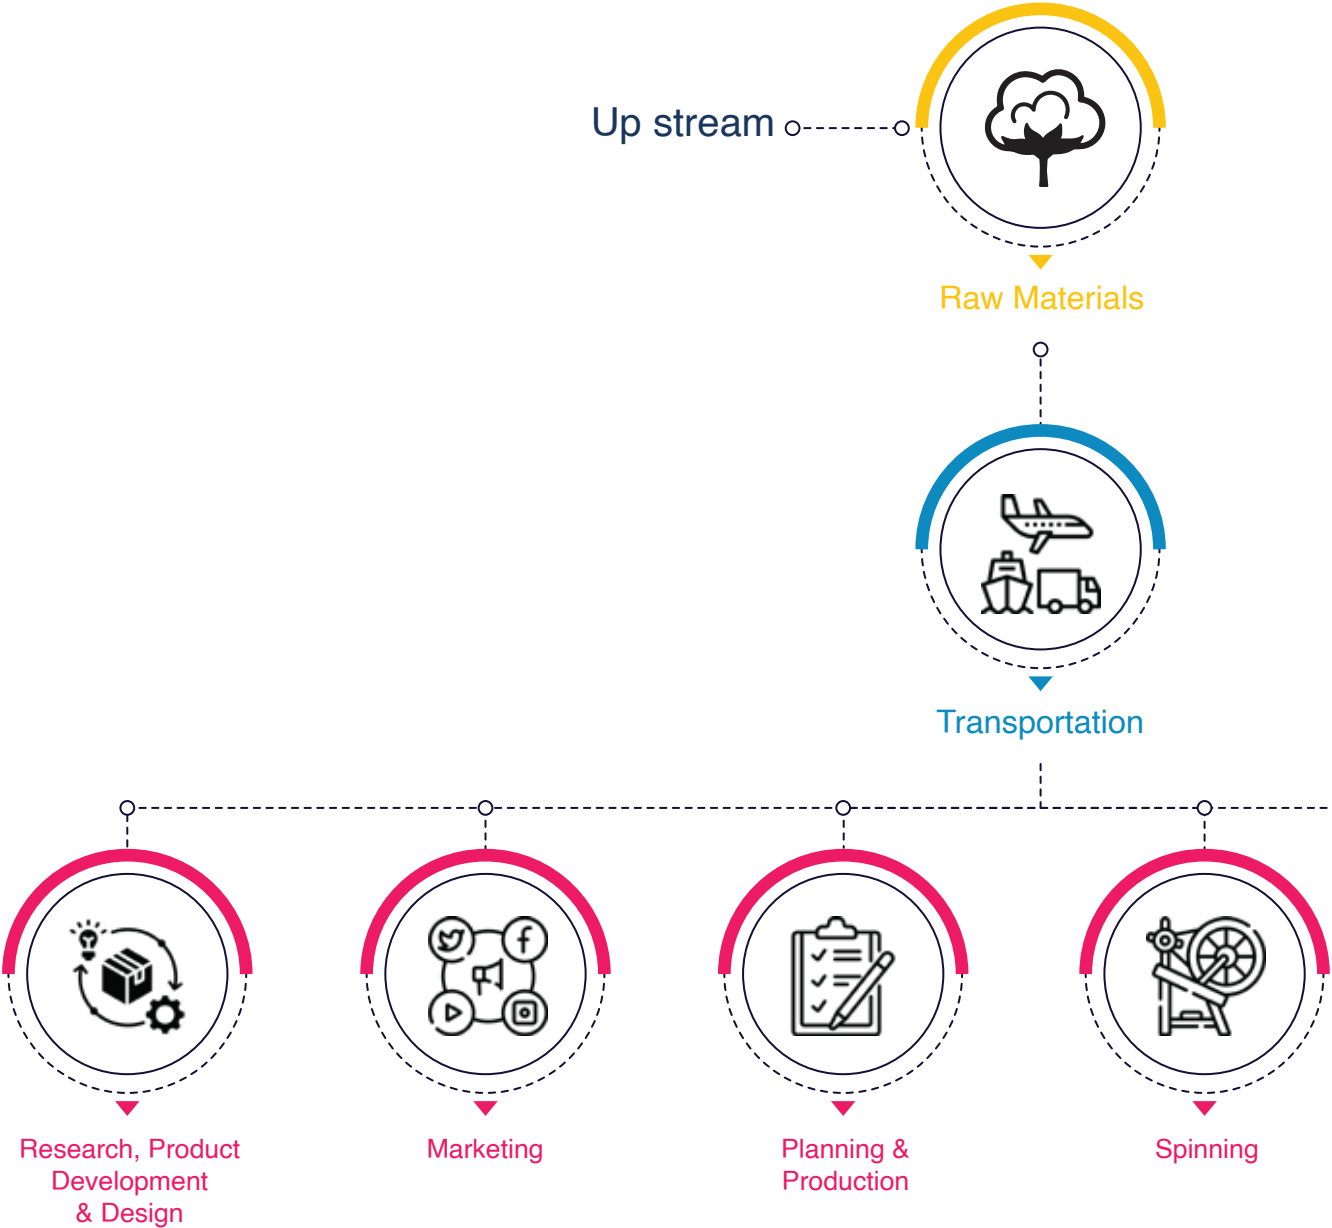 Up stream
Raw Materials
Transportation
Research, Product
Development
& Design
Marketing
Planning &
Production
Spinning